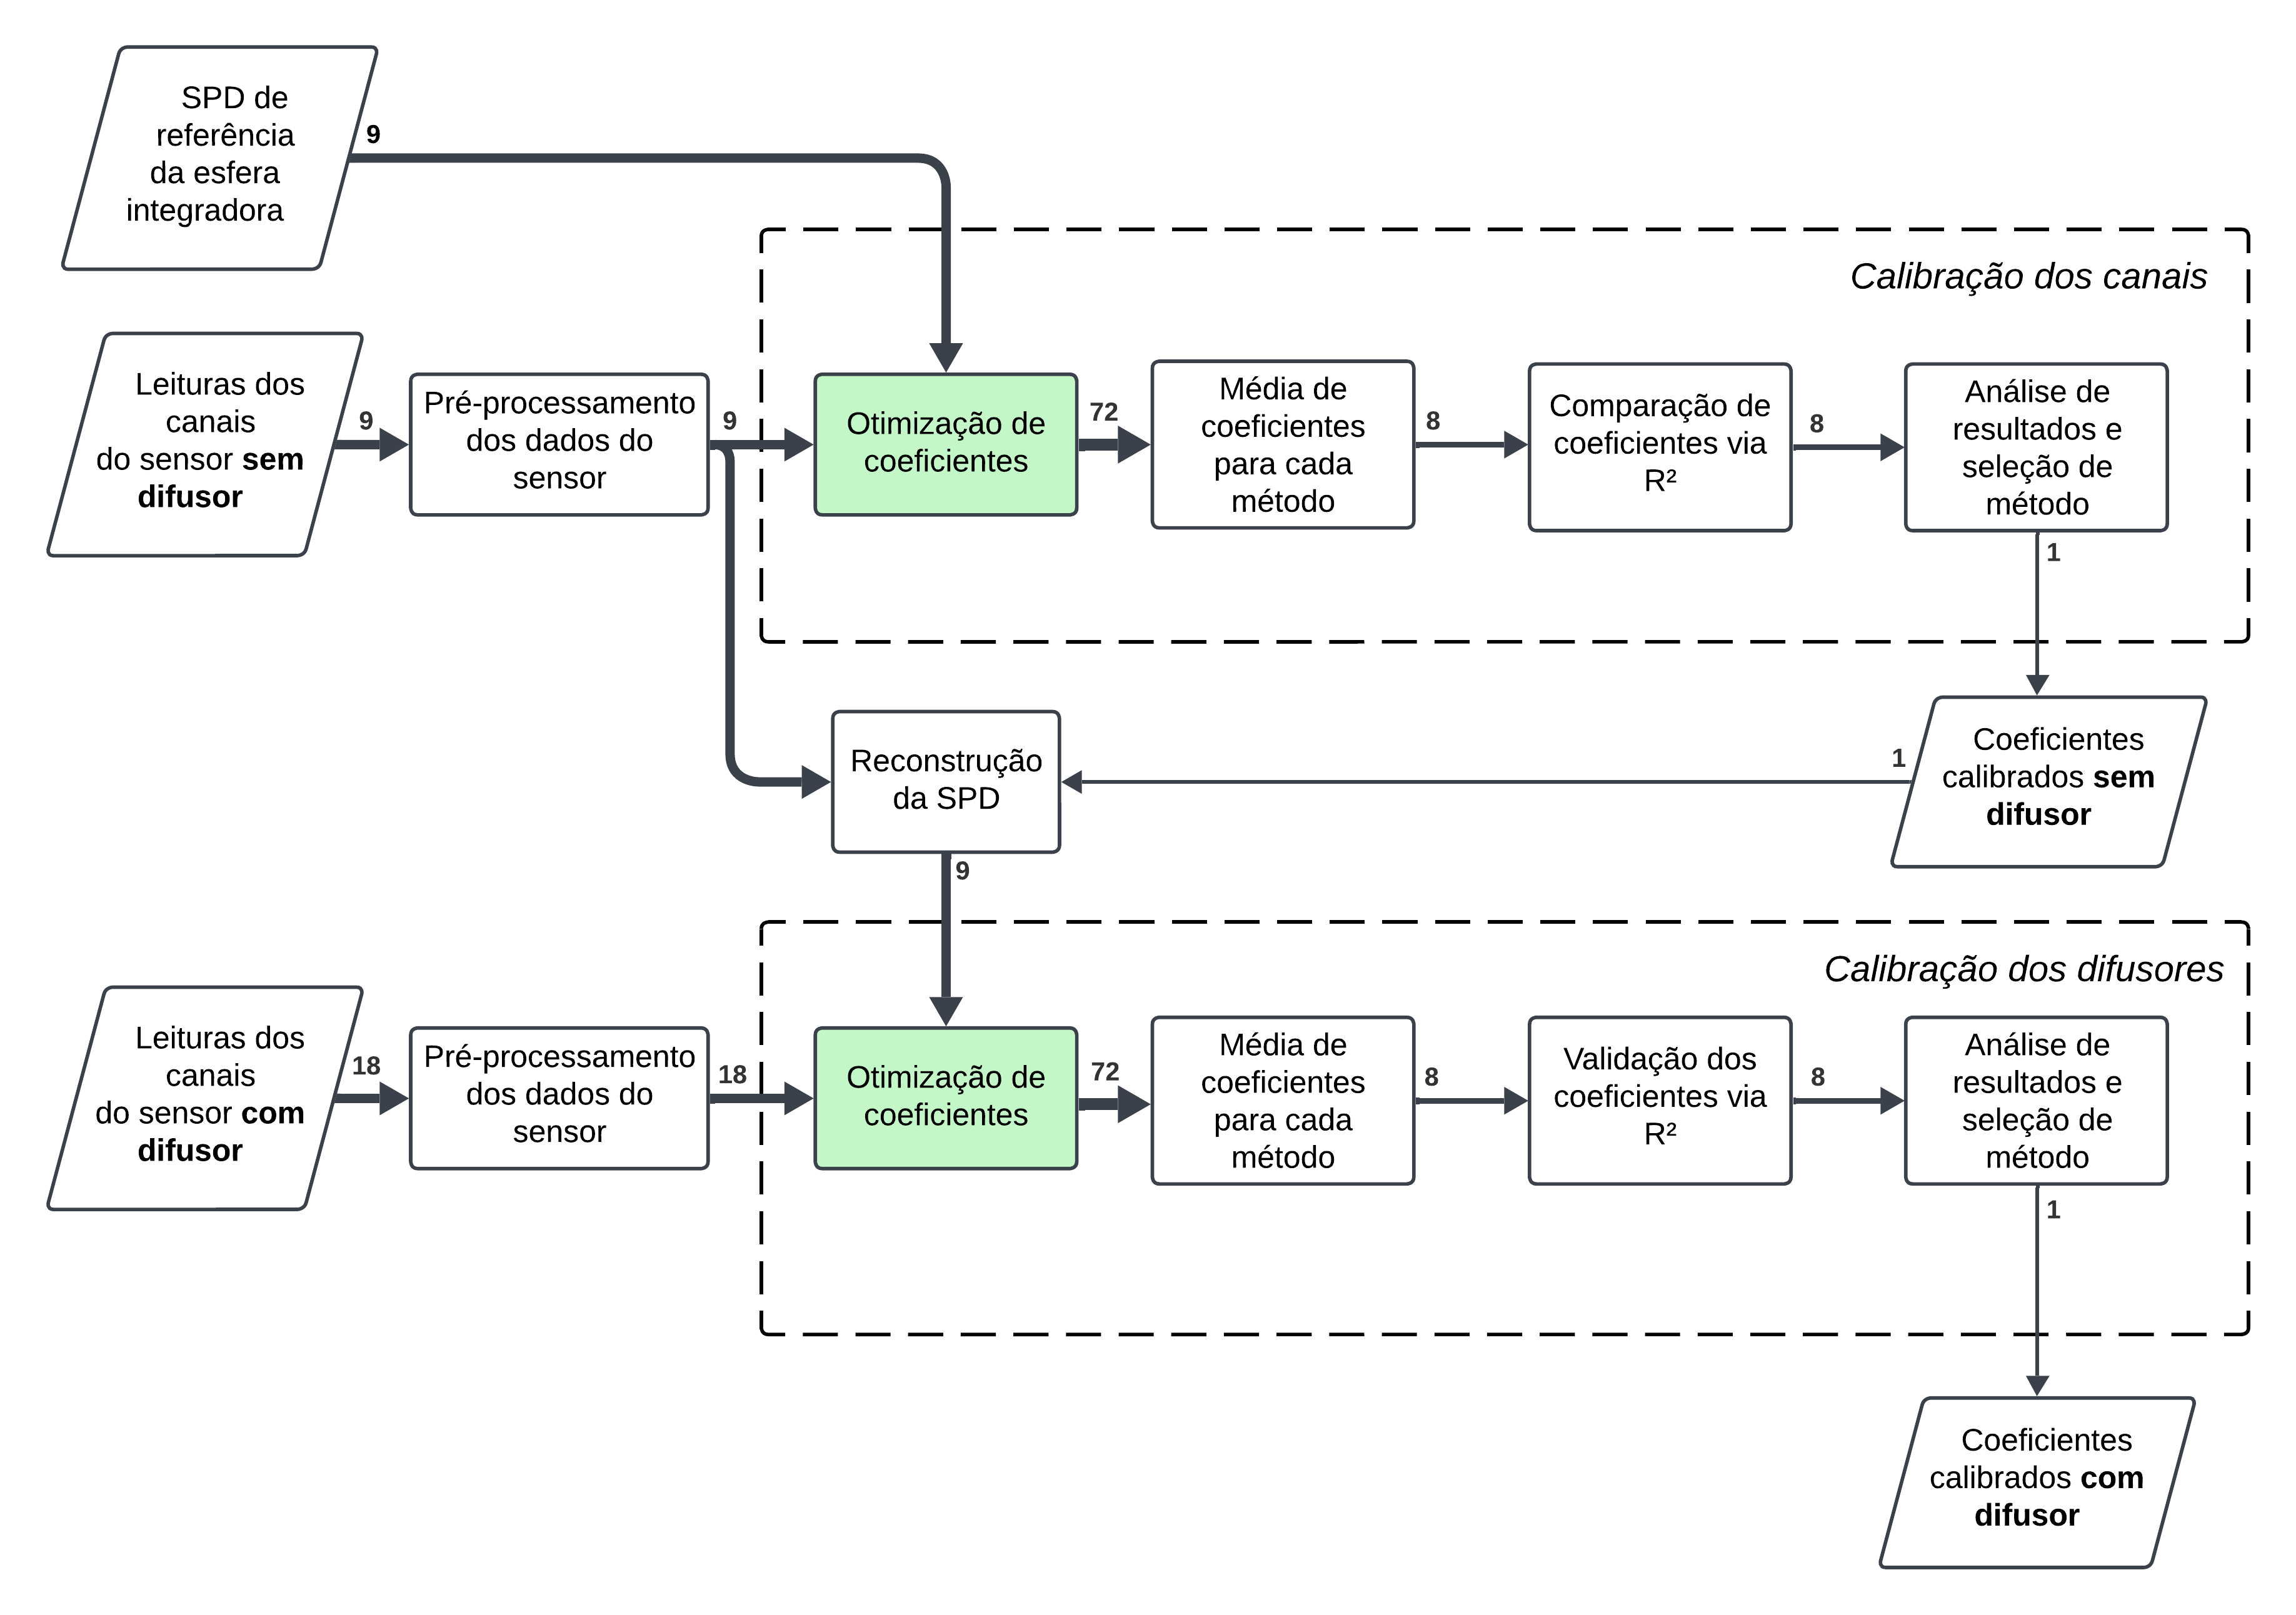 SPD de
referência
da esfera
integradora
9
Calibração dos canais
Leituras dos
canais
do sensor sem
difusor
9
Pré-processamento
dos dados do
sensor
9
Otimização de
coeficientes
72
Média de
coeficientes
para cada
método
8
Comparação de
coeficientes via
R²
8
Análise de
resultados e
seleção de
método
1
Reconstrução
da SPD
1
Coeficientes
calibrados sem
difusor
9
Calibração dos difusores
Leituras dos
canais
do sensor com
difusor
18
Pré-processamento
dos dados do
sensor
18
Otimização de
coeficientes
72
Média de
coeficientes
para cada
método
8
Validação dos
coeficientes via
R²
8
Análise de
resultados e
seleção de
método
1
Coeficientes
calibrados com
difusor